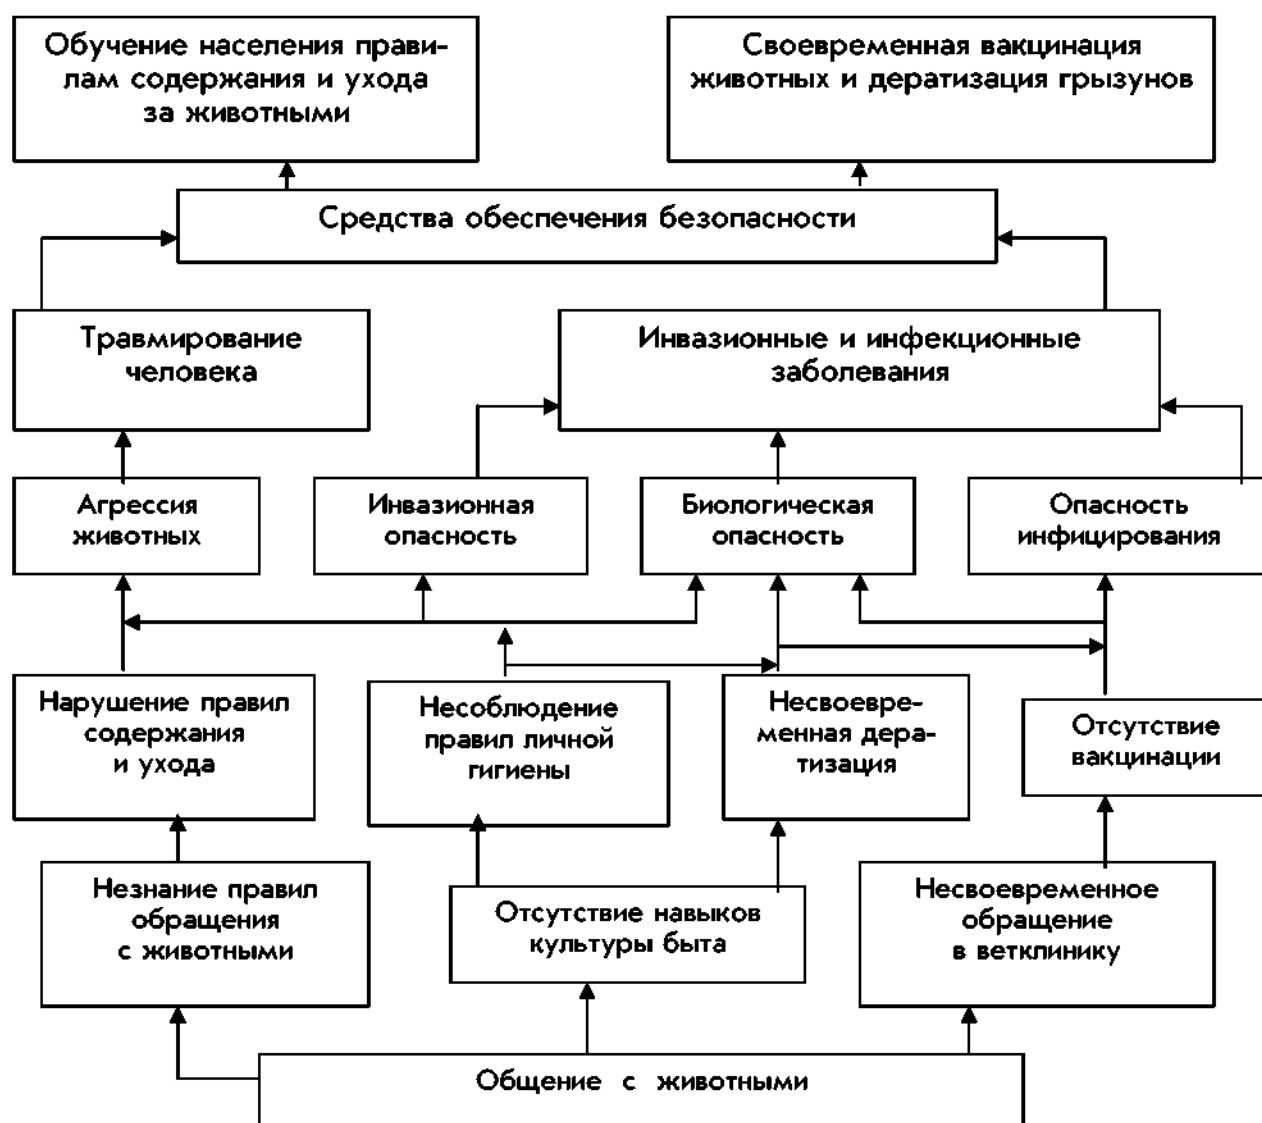 Обучение населения прави-
лам содержания и ухода
за животными
Своевременная вакцинация
животных и дератизация грызунов
Средства обеспечения безопасности
Травмирование
человека
Инвазионные и инфекционные
заболевания
Агрессия
животных
Инвазионная
опасность
Биологическая
опасность
Опасность
инфицирования
Нарушение правил
содержания
и ухода
Несоблюдение
правил личной
гигиены
Несвоевре-
менная дера-
тизация
Отсутствие
вакцинации
Незнание правил
обращения
с животными
Отсутствие навыков
культуры быта
Несвоевременное
обращение
в ветклинику
Общение с животными